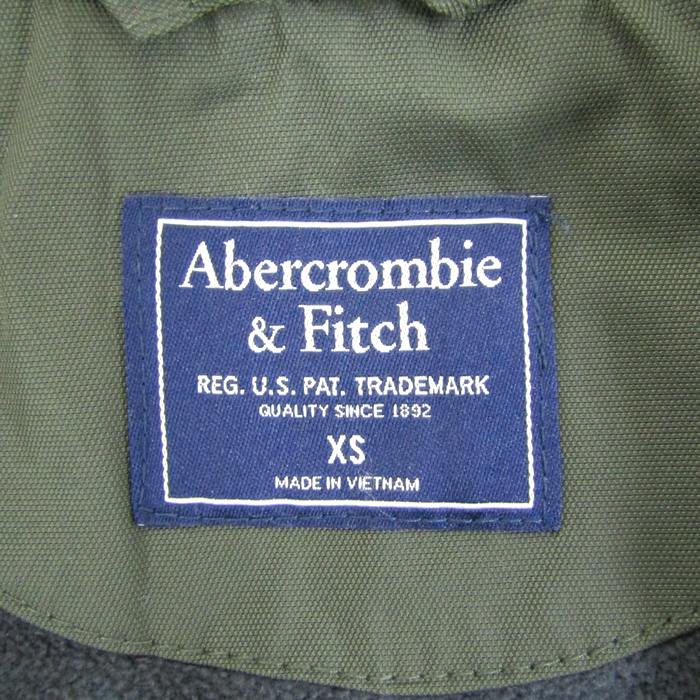 Abercrombie
& Fitch
REG. U.S. PAT. TRADEMARK
QUALITY SINCE 1892
XS
MADE IN VIETNAM